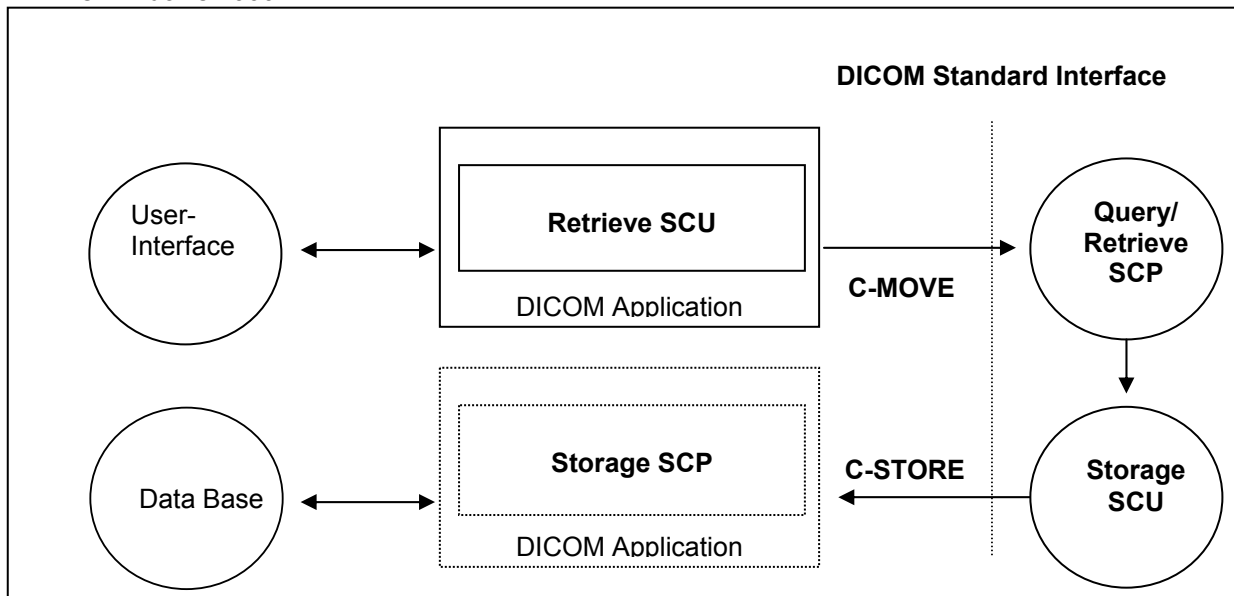 DICOM Standard Interface
User-
Interface
Retrieve SCU
DICOM Application
C-MOVE
Query/
Retrieve
SCP
Data Base
Storage SCP
DICOM Application
C-STORE
Storage
SCU